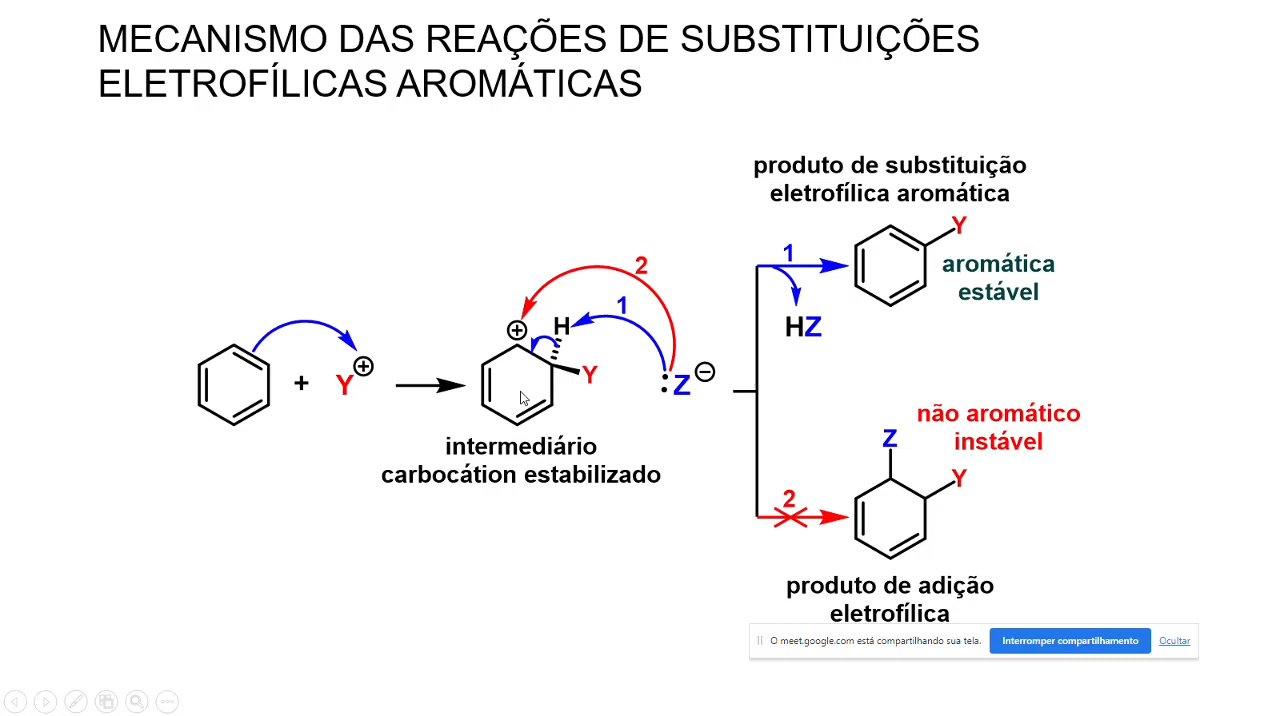 MECANISMO DAS REAÇÕES DE SUBSTITUIÇÕES
ELETROFÍLICAS AROMÁTICAS
+
Y
⊕
intermediário
carbocátion estabilizado
⊕
H
Y
2
1
:Z
⊖
produto de substituição
eletrofílica aromática
1
HZ
Y
aromática
estável
2
não aromático
instável
Z
Y
produto de adição
eletrofílica
O meet.google.com está compartilhando sua tela.
Interromper compartilhamento
Ocultar